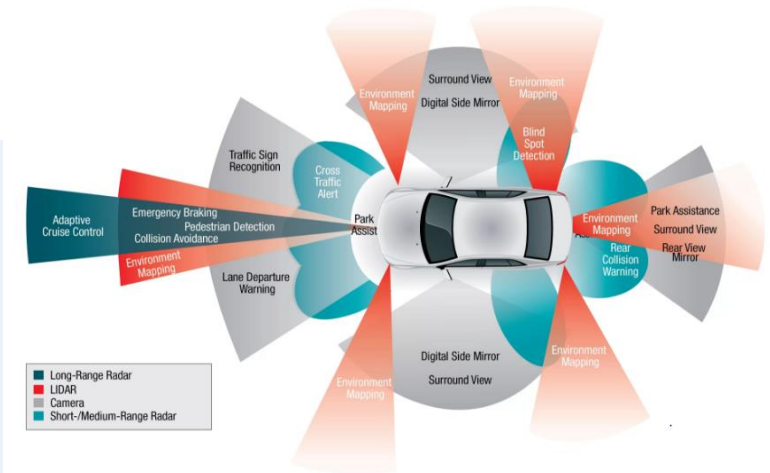 Environment
Mapping
Surround View
Digital Side Mirror
Environment
Mapping
Blind
Spot
Detection
Traffic Sign
Recognition
Cross
Traffic
Alert
Adaptive
Cruise Control
Emergency Braking
Pedestrian Detection
Collision Avoidance
Environment
Mapping
Lane Departure
Warning
Park
Assist
Environment
Mapping
Rear
Collision
Warning
Park Assistance
Surround View
Rear View
Mirror
Environment
Mapping
Digital Side Mirror
Surround View
Environment
Mapping
Long-Range Radar
LIDAR
Camera
Short-/Medium-Range Radar